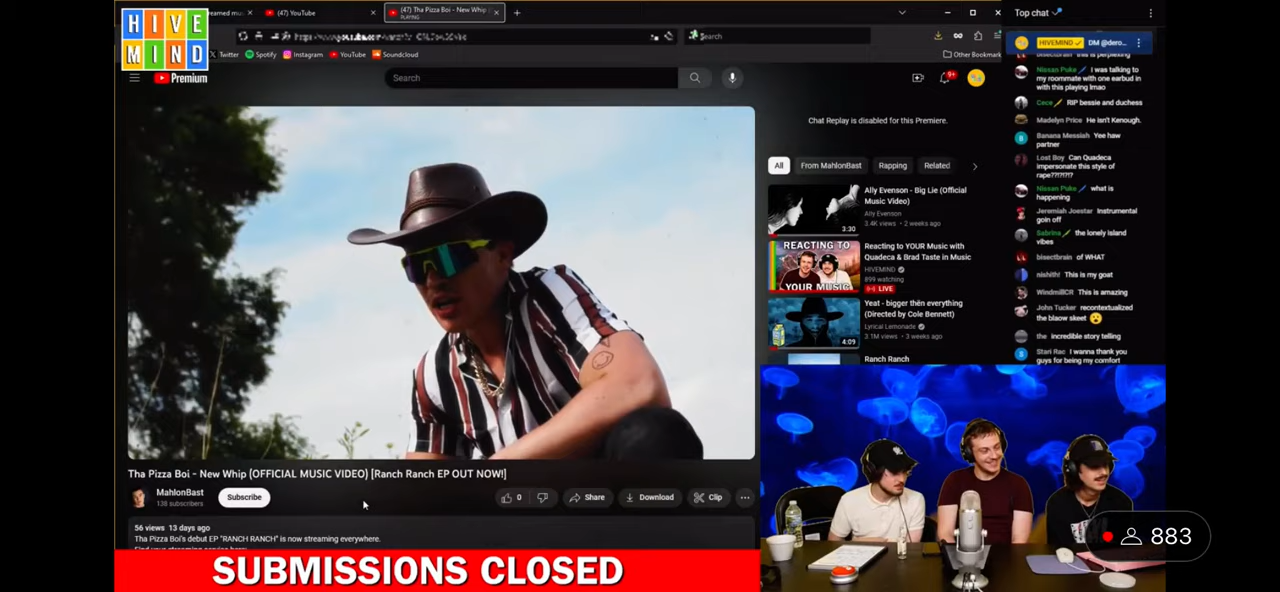 HIVE
MIND
(47) YouTube
(47) Tha Pizza Boi - New Whip
PLAYING
Search
Twitter
Spotify
Instagram
YouTube
Soundcloud
Other Bookmark
Premium
Search
9+
Chat Replay is disabled for this Premiere.
All
From MahlonBast
Rapping
Related
3:30
Ally Evenson - Big Lie (Official
Music Video)
Ally Evenson
3.4K views • 2 weeks ago
REACTING TO
YOUR MUSIC
Reacting to YOUR Music with
Quadeca & Brad Taste in Music
HIVEMIND
899 watching
LIVE
4:09
Yeat - bigger thën everything
(Directed by Cole Bennett)
Lyrical Lemonade
3.1M views • 3 weeks ago
Ranch Ranch
Tha Pizza Boi - New Whip (OFFICIAL MUSIC VIDEO) [Ranch Ranch EP OUT NOW!]
MahlonBast
138 subscribers
Subscribe
0
Share
Download
Clip
56 views 13 days ago
Tha Pizza Boi's debut EP "RANCH RANCH" is now streaming everywhere.
SUBMISSIONS CLOSED
Top chat
HIVEMIND DM @dero...
Nissan Puke I was talking to
my roommate with one earbud in
with this playing lmao
Cece RIP bessie and duchess
Madelyn Price He isn't Kenough.
Banana Messiah Yee haw
partner
Lost Boy Can Quadeca
impersonate this style of
rape??!?!?!?
Nissan Puke what is
happening
Jeremiah Joestar Instrumental
goin off
Sabrina the lonely island
vibes
bisectbrain of WHAT
nishith! This is my goat
WindmillCR This is amazing
John Tucker recontextualized
the blaow skeet
the incredible story telling
Stari Rac I wanna thank you
guys for being my comfort
883